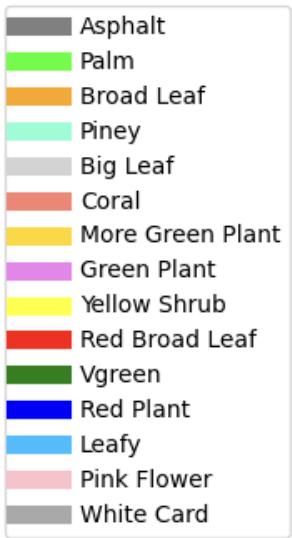 Asphalt
Palm
Broad Leaf
Piney
Big Leaf
Coral
More Green Plant
Green Plant
Yellow Shrub
Red Broad Leaf
Vgreen
Red Plant
Leafy
Pink Flower
White Card